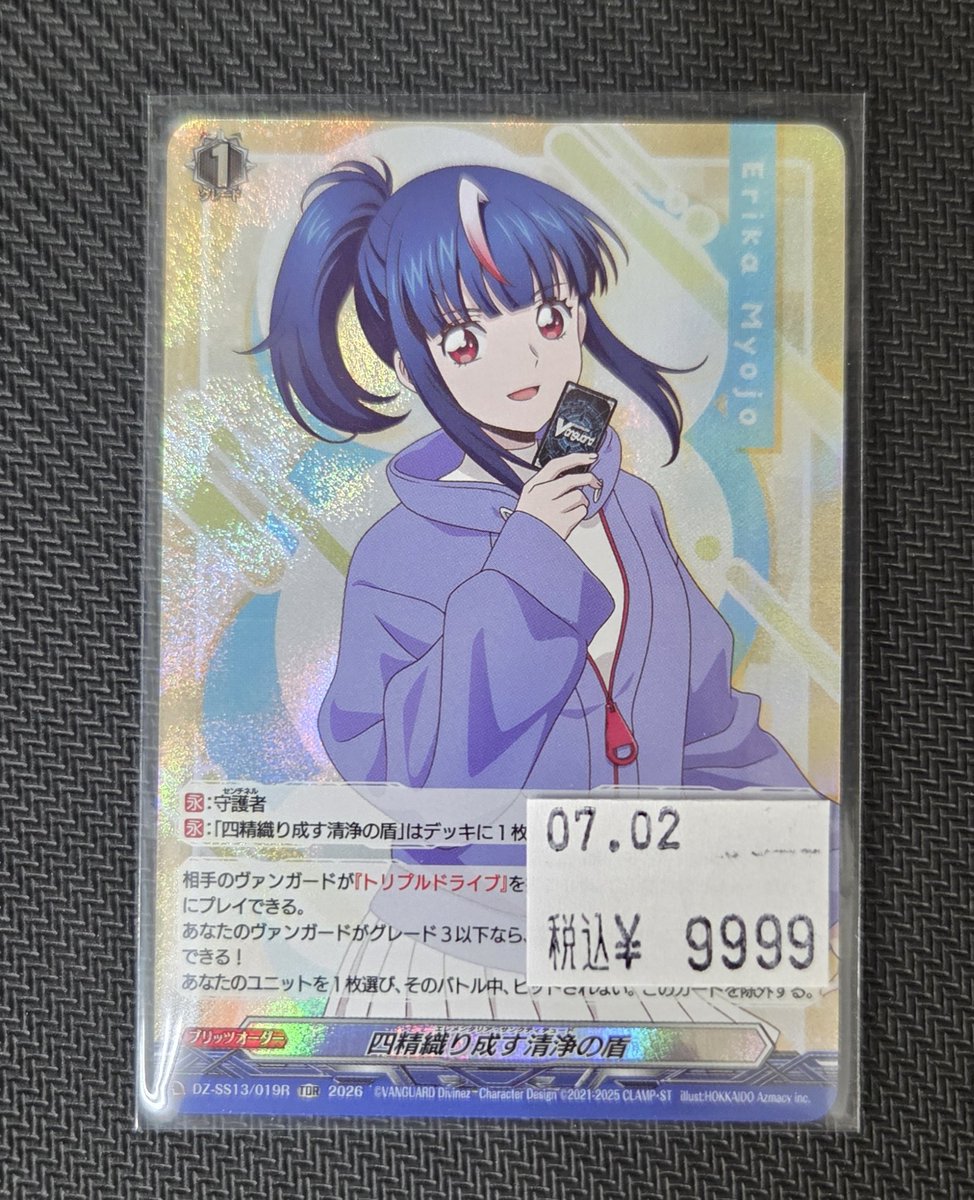 1
グレード
Erika Myojo
Vanguard
センチネル
永:守護者
永:「四精織り成す清浄の盾」はデッキに1枚
相手のヴァンガードが『トリプルドライブ』を
にプレイできる。
あなたのヴァンガードがグレード3以下なら、
できる！
あなたのユニットを1枚選び、そのバトル中、ヒットされない。このカードを除外する。
07.02
税込¥ 9999
ブリッツオーダー
四精織り成す清浄の盾
DZ-SS13/019R TDR 2026 ©VANGUARD Divinez Character Design ©2021-2025 CLAMP・ST illust:HOKKAIDO Azmacy inc.